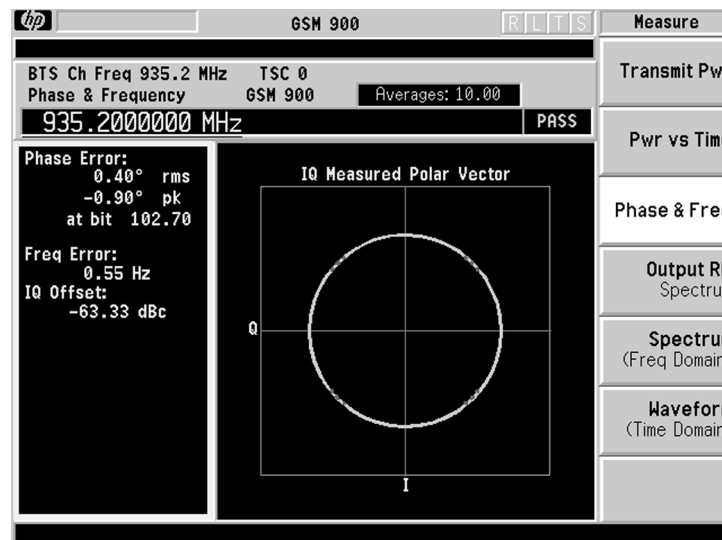 hp
GSM 900
R L T S
BTS Ch Freq 935.2 MHz TSC 0
Phase & Frequency GSM 900 Averages: 10.00
935.2000000 MHz PASS
Phase Error:
0.40° rms
-0.90° pk
at bit 102.70
Freq Error:
0.55 Hz
IQ Offset:
-63.33 dBc
IQ Measured Polar Vector
Q
I
Measure
Transmit Pw
Pwr vs Tim
Phase & Fre
Output R
Spectru
Spectru
(Freq Domain
Wavefor
(Time Domain